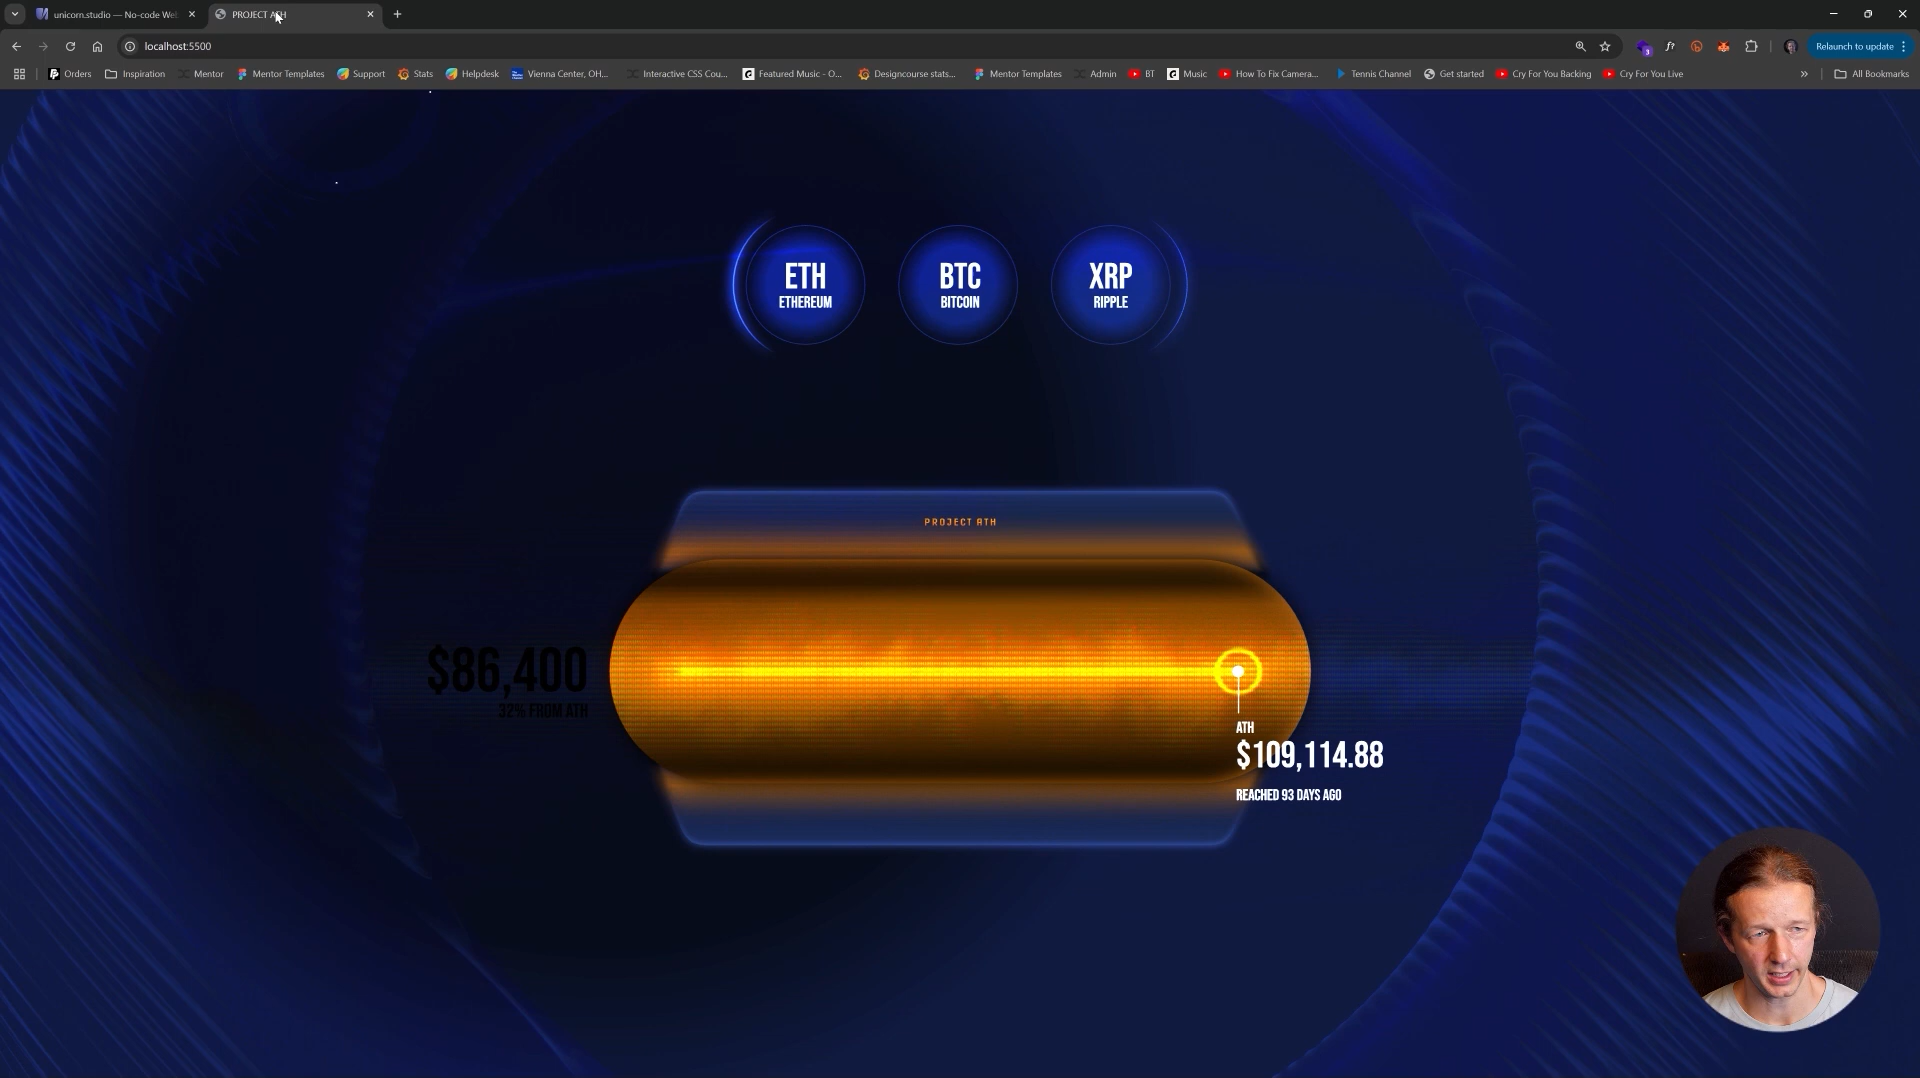 unicorn.studio — No-code Web
PROJECT ATH
localhost:5500
Relaunch to update
Orders
Inspiration
Mentor
Mentor Templates
Support
Stats
Helpdesk
Vienna Center, OH...
Interactive CSS Cou...
Featured Music - O...
Designcourse stats...
Mentor Templates
Admin
BT
Music
How To Fix Camera...
Tennis Channel
Get started
Cry For You Backing
Cry For You Live
All Bookmarks
ETH
ETHEREUM
BTC
BITCOIN
XRP
RIPPLE
PROJECT ATH
$86,400
32% FROM ATH
ATH
$109,114.88
REACHED 93 DAYS AGO